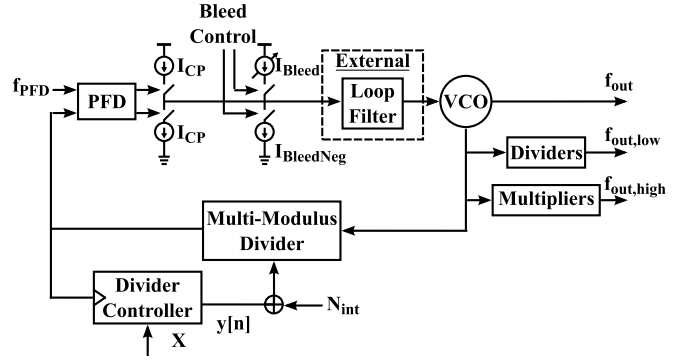 Bleed
Control
I_CP
I_Bleed
External
f_PFD
PFD
Loop
Filter
VCO
f_out
I_CP
I_BleedNeg
Dividers
f_out,low
Multipliers
f_out,high
Multi-Modulus
Divider
Divider
Controller
y[n]
N_int
X